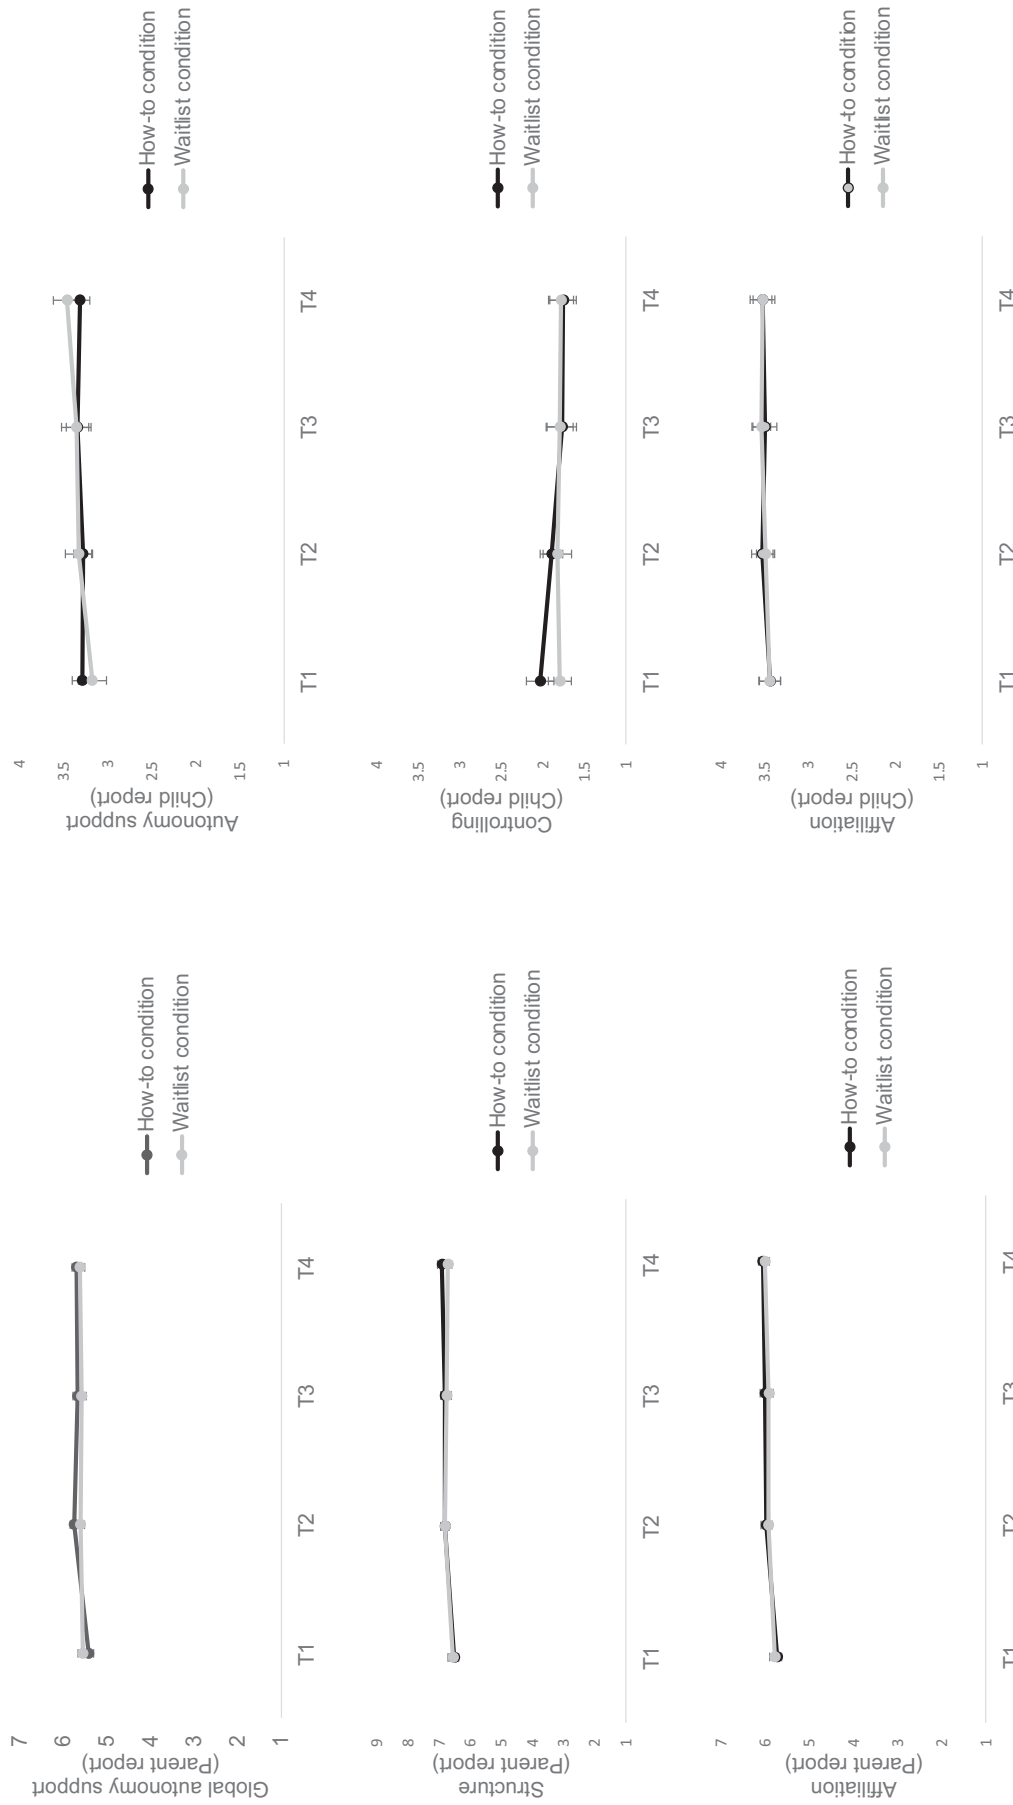 Global autonomy support
(Parent report)
7
6
5
4
3
2
1
T1
T2
T3
T4
How-to condition
Waitlist condition
Structure
(Parent report)
9
8
7
6
5
4
3
2
1
T1
T2
T3
T4
How-to condition
Waitlist condition
Affiliation
(Parent report)
7
6
5
4
3
2
1
T1
T2
T3
T4
How-to condition
Waitlist condition
Autonomy support
(Child report)
4
3.5
3
2.5
2
1.5
1
T1
T2
T3
T4
How-to condition
Waitlist condition
Controlling
(Child report)
4
3.5
3
2.5
2
1.5
1
T1
T2
T3
T4
How-to condition
Waitlist condition
Affiliation
(Child report)
4
3.5
3
2.5
2
1.5
1
T1
T2
T3
T4
How-to condition
Waitlist condition